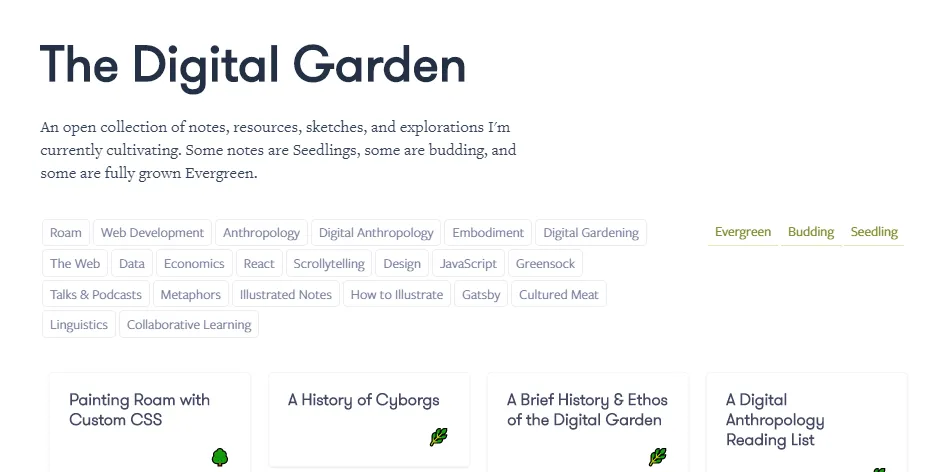 The Digital Garden
An open collection of notes, resources, sketches, and explorations I'm
currently cultivating. Some notes are Seedlings, some are budding, and
some are fully grown Evergreen.
Roam Web Development Anthropology Digital Anthropology Embodiment Digital Gardening
Evergreen Budding Seedling
The Web Data Economics React Scrollytelling Design JavaScript Greensock
Talks & Podcasts Metaphors Illustrated Notes How to Illustrate Gatsby Cultured Meat
Linguistics Collaborative Learning
Painting Roam with
Custom CSS
A History of Cyborgs
A Brief History & Ethos
of the Digital Garden
A Digital
Anthropology
Reading List